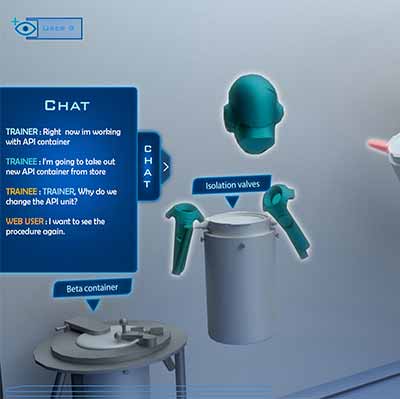 USER 9
CHAT
TRAINER : Right now im working
with API container
TRAINEE : I'm going to take out
new API container from store
TRAINEE : TRAINER, Why do we
change the API unit?
WEB USER : I want to see the
procedure again.
CHAT
Isolation valves
Beta container